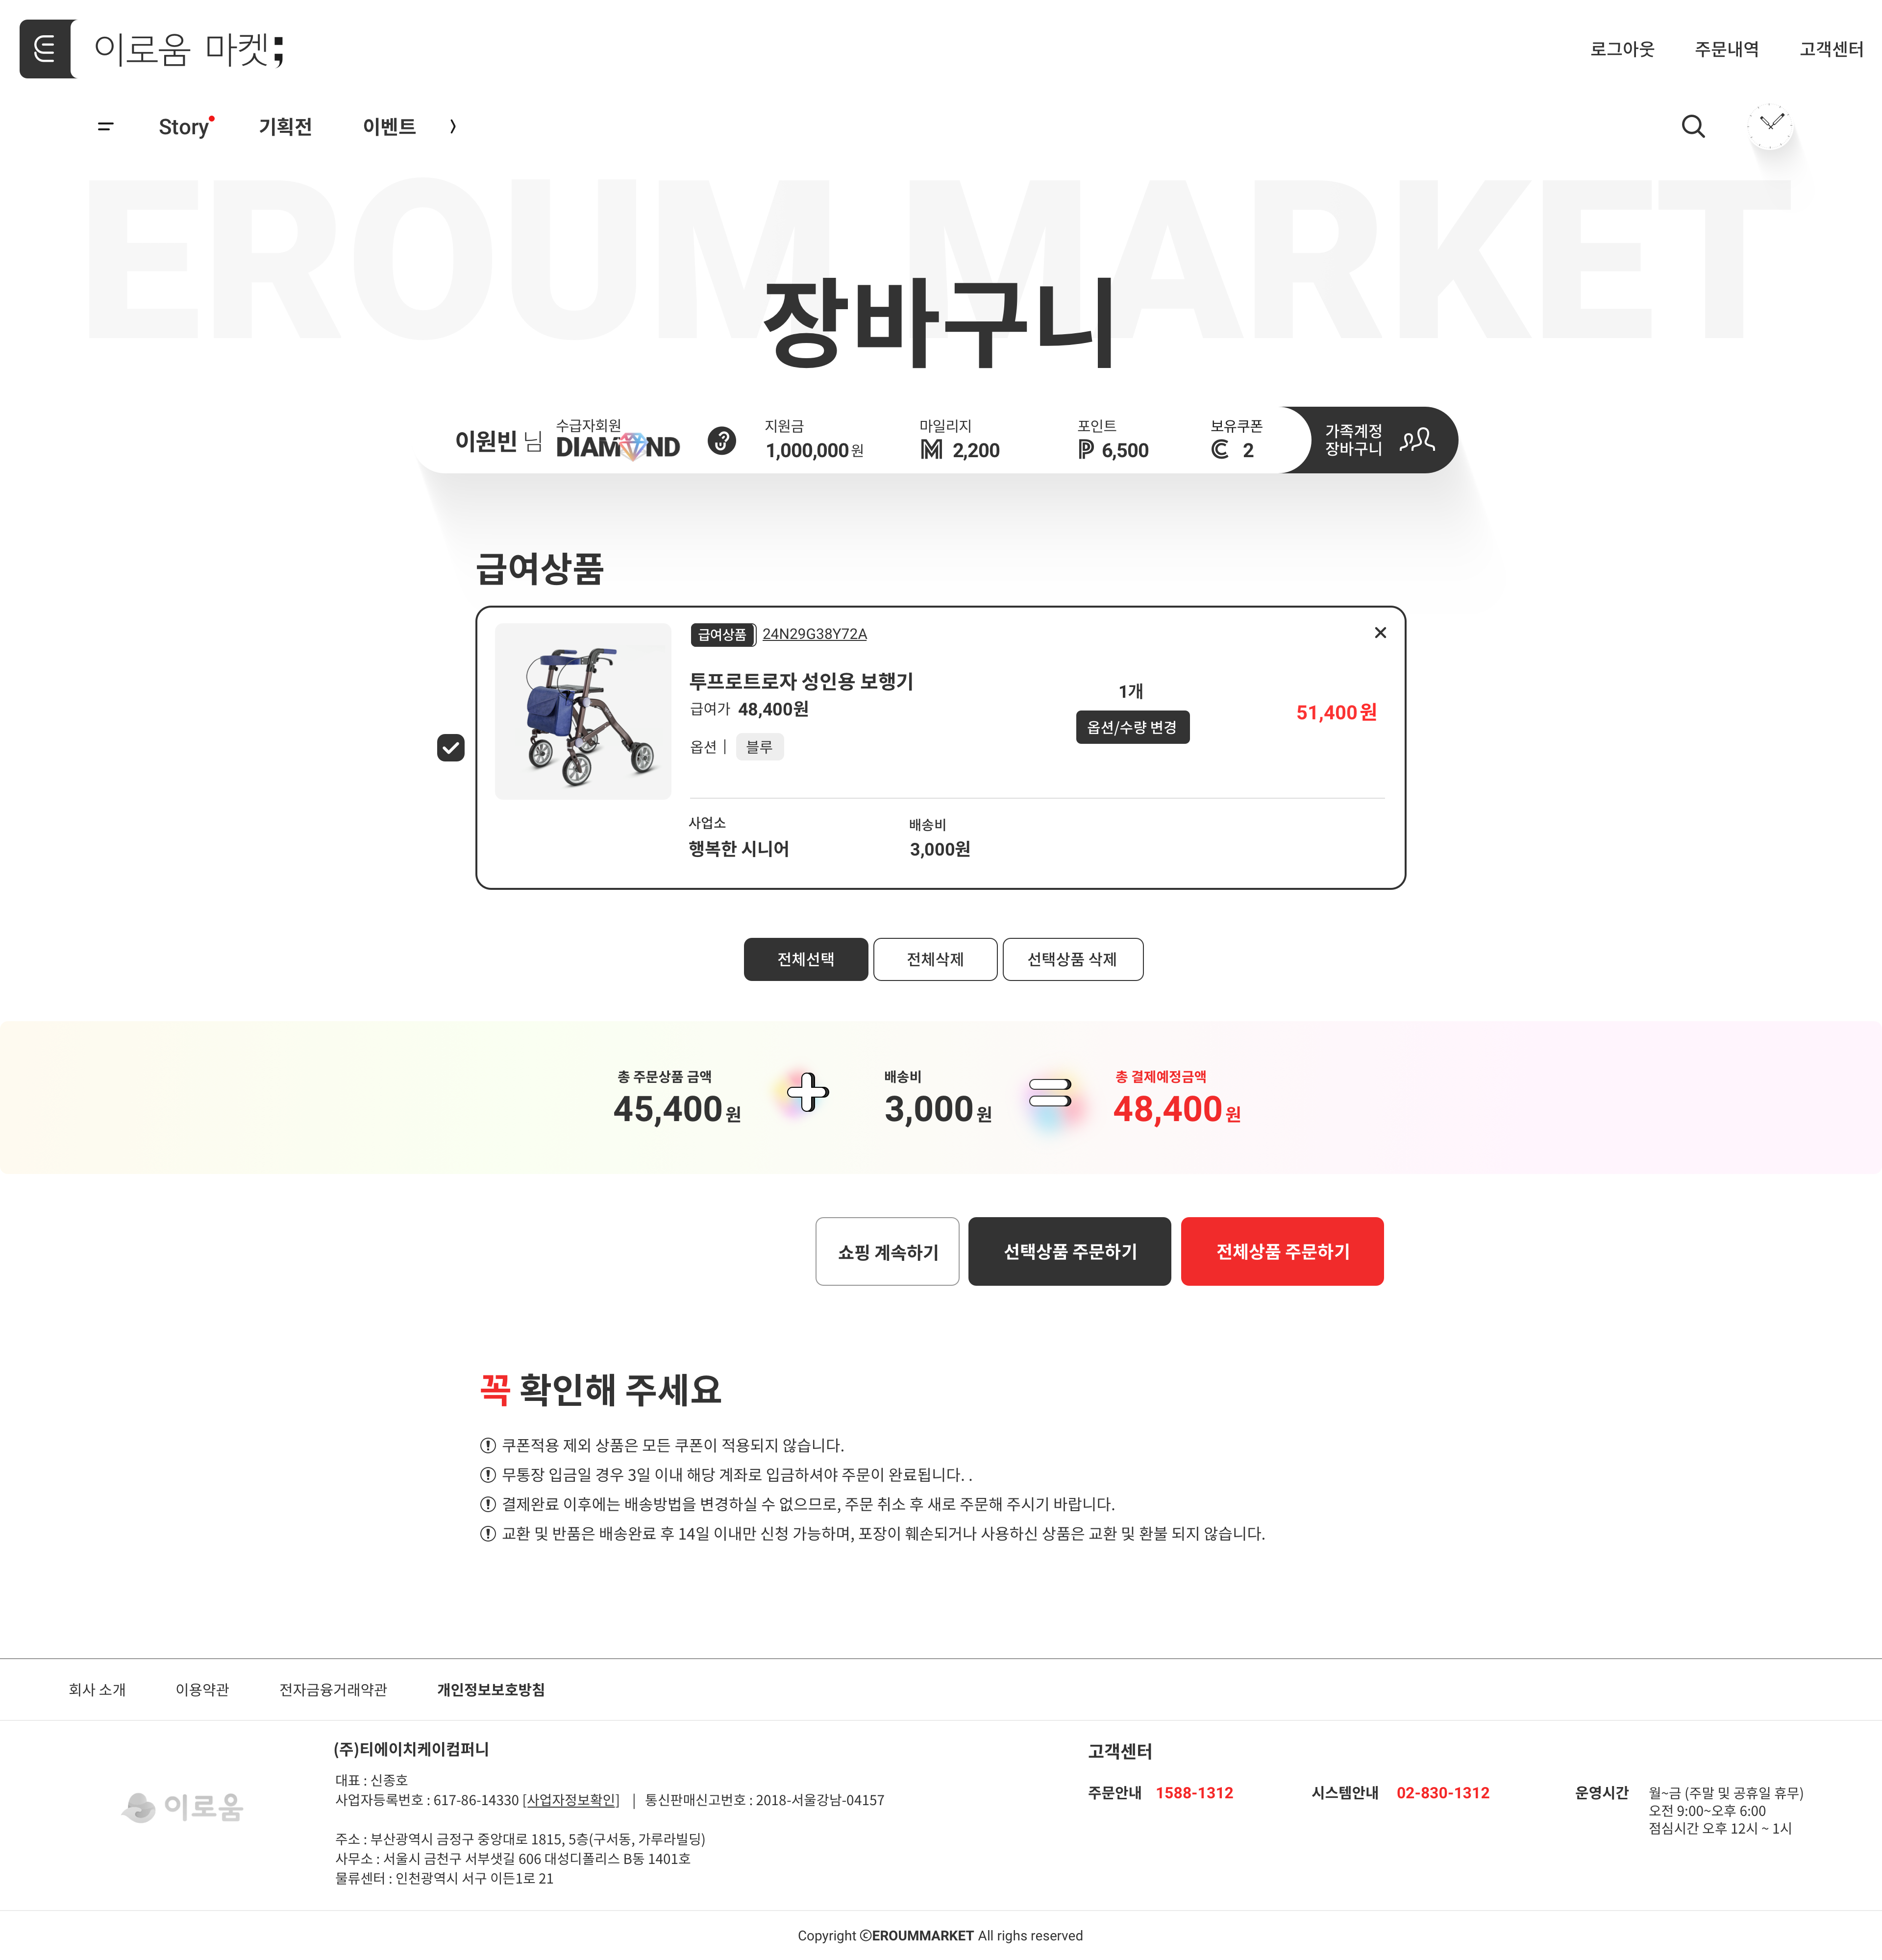 이로움 마켓;
로그아웃 주문내역 고객센터
Story 기획전 이벤트
EROUM MARKET
장바구니
이원빈 님
수급자회원
DIAMOND
지원금
1,000,000원
마일리지
2,200
포인트
6,500
보유쿠폰
2
가족계정
장바구니
급여상품
급여상품 24N29G38Y72A
투프로트로자 성인용 보행기
급여가 48,400원
옵션 | 블루
1개
옵션/수량 변경
51,400원
사업소
행복한 시니어
배송비
3,000원
전체선택 전체삭제 선택상품 삭제
총 주문상품 금액
45,400원
배송비
3,000원
총 결제예정금액
48,400원
쇼핑 계속하기 선택상품 주문하기 전체상품 주문하기
꼭 확인해 주세요
쿠폰적용 제외 상품은 모든 쿠폰이 적용되지 않습니다.
무통장 입금일 경우 3일 이내 해당 계좌로 입금하셔야 주문이 완료됩니다. .
결제완료 이후에는 배송방법을 변경하실 수 없으므로, 주문 취소 후 새로 주문해 주시기 바랍니다.
교환 및 반품은 배송완료 후 14일 이내만 신청 가능하며, 포장이 훼손되거나 사용하신 상품은 교환 및 환불 되지 않습니다.
회사 소개 이용약관 전자금융거래약관 개인정보보호방침
이로움
(주)티에이치케이컴퍼니
대표 : 신종호
사업자등록번호 : 617-86-14330 [사업자정보확인] | 통신판매신고번호 : 2018-서울강남-04157
주소 : 부산광역시 금정구 중앙대로 1815, 5층(구서동, 가루라빌딩)
사무소 : 서울시 금천구 서부샛길 606 대성디폴리스 B동 1401호
물류센터 : 인천광역시 서구 이든1로 21
고객센터
주문안내 1588-1312
시스템안내 02-830-1312
운영시간 월~금 (주말 및 공휴일 휴무)
오전 9:00~오후 6:00
점심시간 오후 12시 ~ 1시
Copyright ©EROUMMARKET All righs reserved